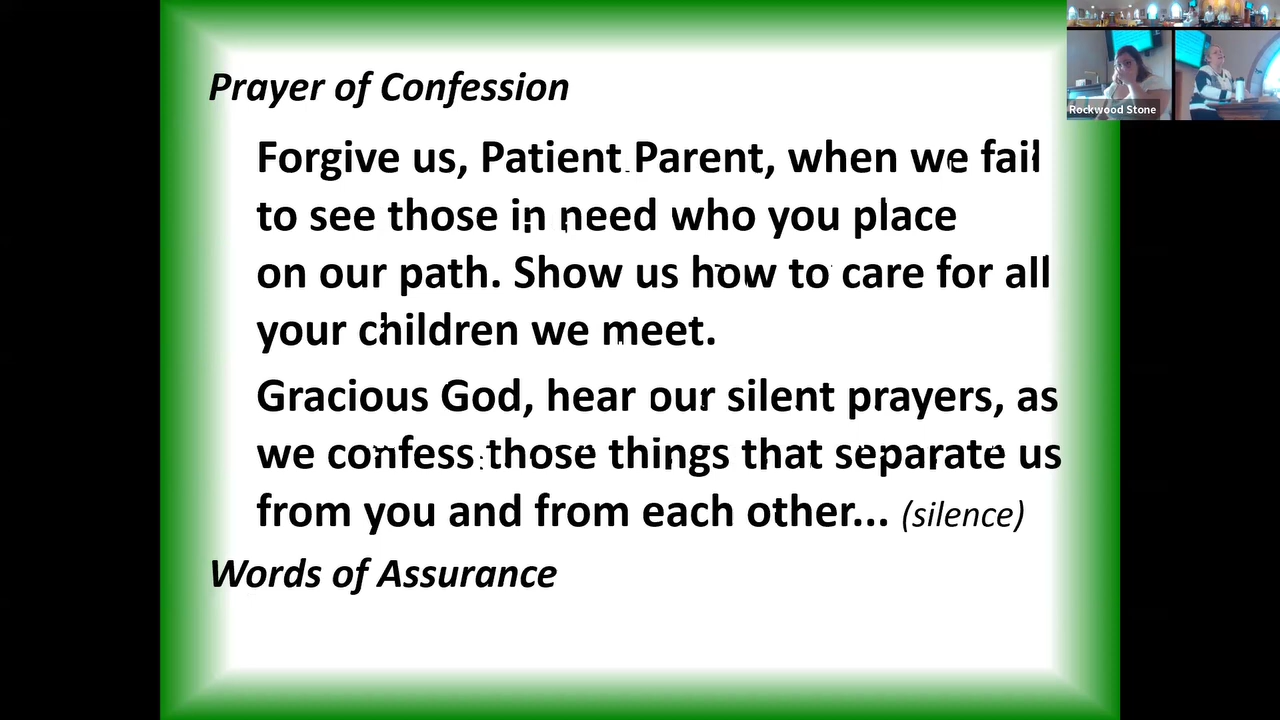 Prayer of Confession
Forgive us, Patient Parent, when we fail
to see those in need who you place
on our path. Show us how to care for all
your children we meet.
Gracious God, hear our silent prayers, as
we confess those things that separate us
from you and from each other... (silence)
Words of Assurance
Rockwood Stone